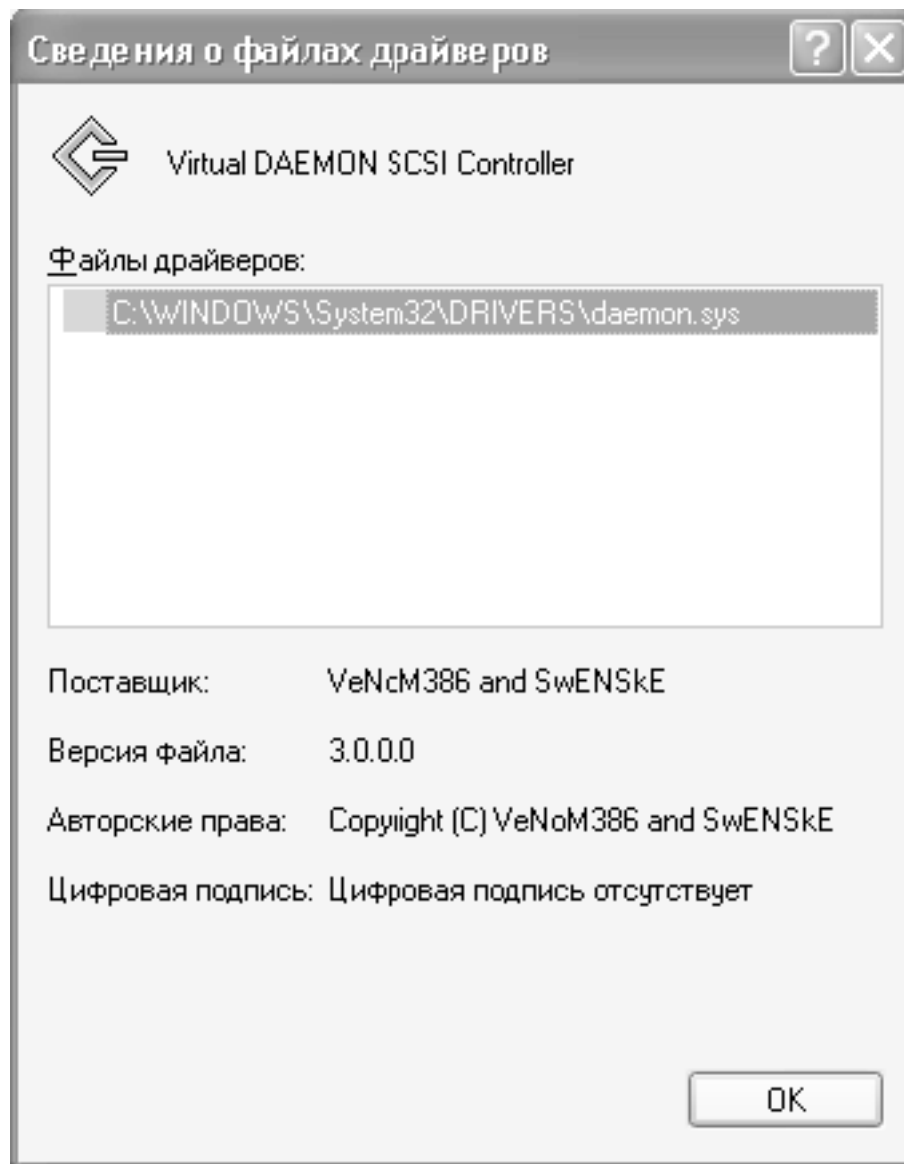 Сведения о файлах драйверов
Virtual DAEMON SCSI Controller
Файлы драйверов:
C:\WINDOWS\System32\DRIVERS\daemon.sys
Поставщик: VeNcM386 and SwENSkE
Версия файла: 3.0.0.0
Авторские права: Copyiight (C) VeNoM386 and SwENSkE
Цифровая подпись: Цифровая подпись отсутствует
OK